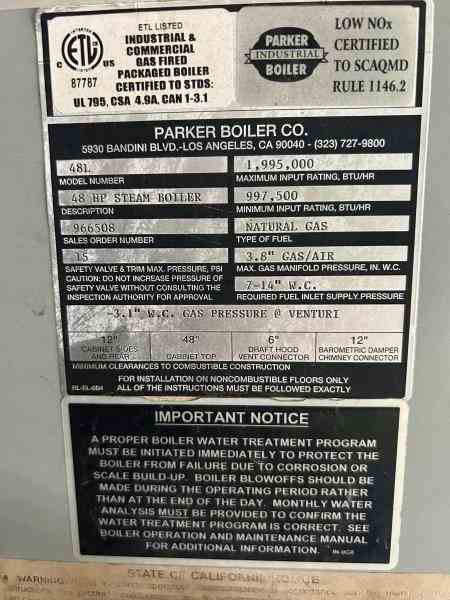 ETL LISTED
INDUSTRIAL &
COMMERCIAL
GAS FIRED
PACKAGED BOILER
CERTIFIED TO STDS:
UL 795, CSA 4.9A, CAN 1-3.1
ETL
C US
87787
PARKER
INDUSTRIAL
BOILER
LOW NOx
CERTIFIED
TO SCAQMD
RULE 1146.2
PARKER BOILER CO.
5930 BANDINI BLVD.-LOS ANGELES, CA 90040 - (323) 727-9800
48L 1,995,000
MODEL NUMBER MAXIMUM INPUT RATING, BTU/HR
48 HP STEAM BOILER 997,500
DESCRIPTION MINIMUM INPUT RATING, BTU/HR
966508 NATURAL GAS
SALES ORDER NUMBER TYPE OF FUEL
15 3.8" GAS/AIR
SAFETY VALVE & TRIM MAX. PRESSURE, PSI MAX. GAS MANIFOLD PRESSURE, IN. W.C.
CAUTION: DO NOT INCREASE PRESSURE OF 7-14" W.C.
SAFETY VALVE WITHOUT CONSULTING THE
INSPECTION AUTHORITY FOR APPROVAL REQUIRED FUEL INLET SUPPLY PRESSURE
-3.1" W.C. GAS PRESSURE @ VENTURI
12" 48" 6" 12"
CABINET SIDES AND REAR CABINET TOP DRAFT HOOD VENT CONNECTOR BAROMETRIC DAMPER CHIMNEY CONNECTOR
MINIMUM CLEARANCES TO COMBUSTIBLE CONSTRUCTION
FOR INSTALLATION ON NONCOMBUSTIBLE FLOORS ONLY
ALL OF THE INSTRUCTIONS MUST BE FOLLOWED EXACTLY
IMPORTANT NOTICE
A PROPER BOILER WATER TREATMENT PROGRAM
MUST BE INITIATED IMMEDIATELY TO PROTECT THE
BOILER FROM FAILURE DUE TO CORROSION OR
SCALE BUILD-UP. BOILER BLOWOFFS SHOULD BE
MADE DURING THE OPERATING PERIOD RATHER
THAN AT THE END OF THE DAY. MONTHLY WATER
ANALYSIS MUST BE PROVIDED TO CONFIRM THE
WATER TREATMENT PROGRAM IS CORRECT. SEE
BOILER OPERATION AND MAINTENANCE MANUAL
FOR ADDITIONAL INFORMATION.
STATE OF CALIFORNIA
WARNING